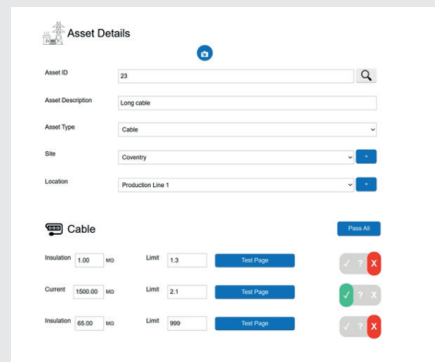 Asset Details
Asset ID 23
Asset Description Long cable
Asset Type Cable
Site Coventry +
Location Production Line 1 +
Cable Pass All
Insulation 1.00 MΩ Limit 1.3 Test Page ✓ ? X
Current 1500.00 MΩ Limit 2.1 Test Page ✓ ? X
Insulation 65.00 MΩ Limit 999 Test Page ✓ ? X